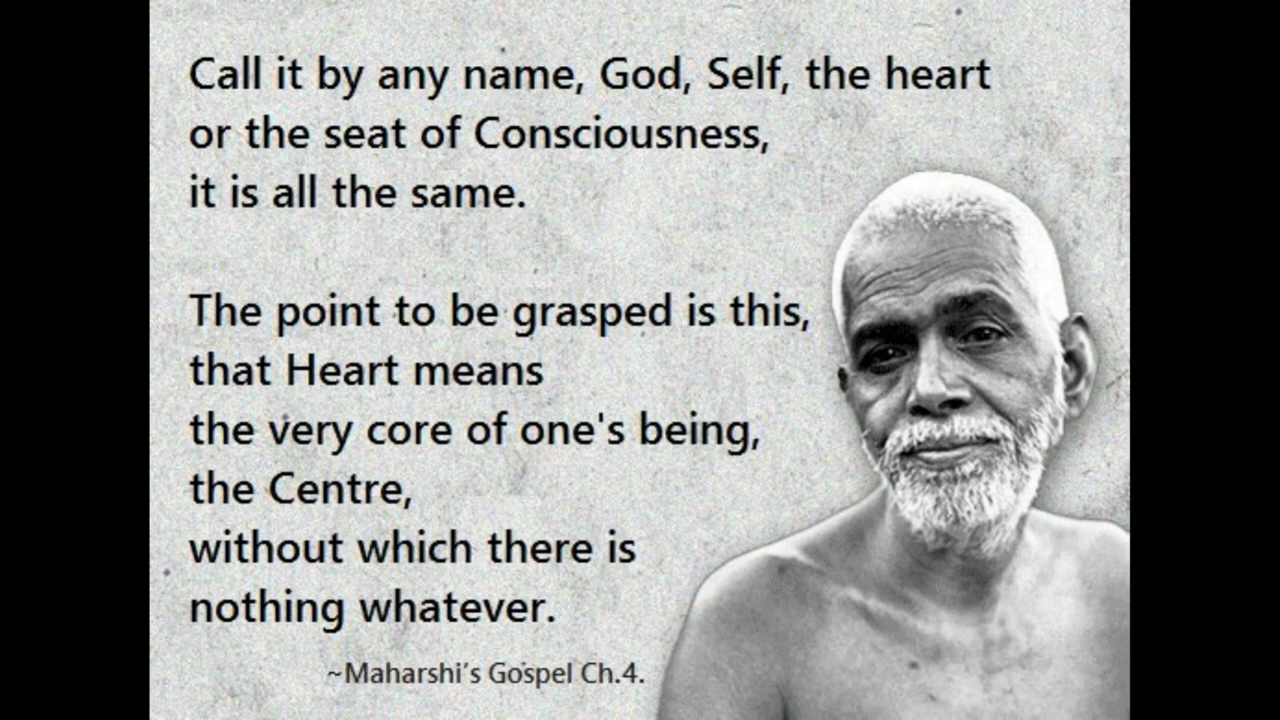 Call it by any name, God, Self, the heart
or the seat of Consciousness,
it is all the same.
The point to be grasped is this,
that Heart means
the very core of one's being,
the Centre,
without which there is
nothing whatever.
~Maharshi's Gospel Ch.4.